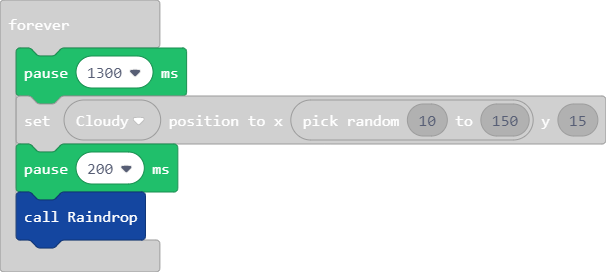 forever
pause 1300 ms
set Cloudy position to x pick random 10 to 150 y 15
pause 200 ms
call Raindrop